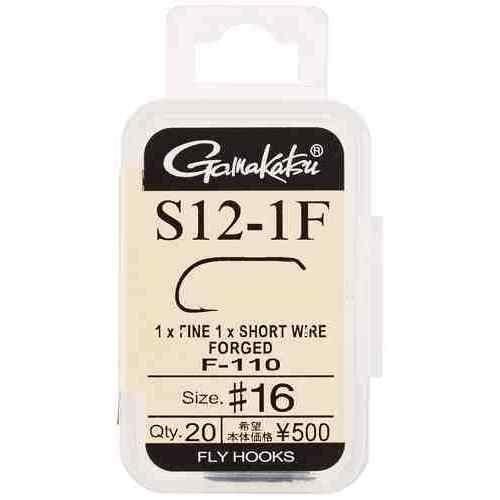 Gamakatsu®
S12-1F
1 x FINE 1 x SHORT WIRE
FORGED
F-110
Size. #16
Qty. 20 希望本体価格 ¥500
FLY HOOKS